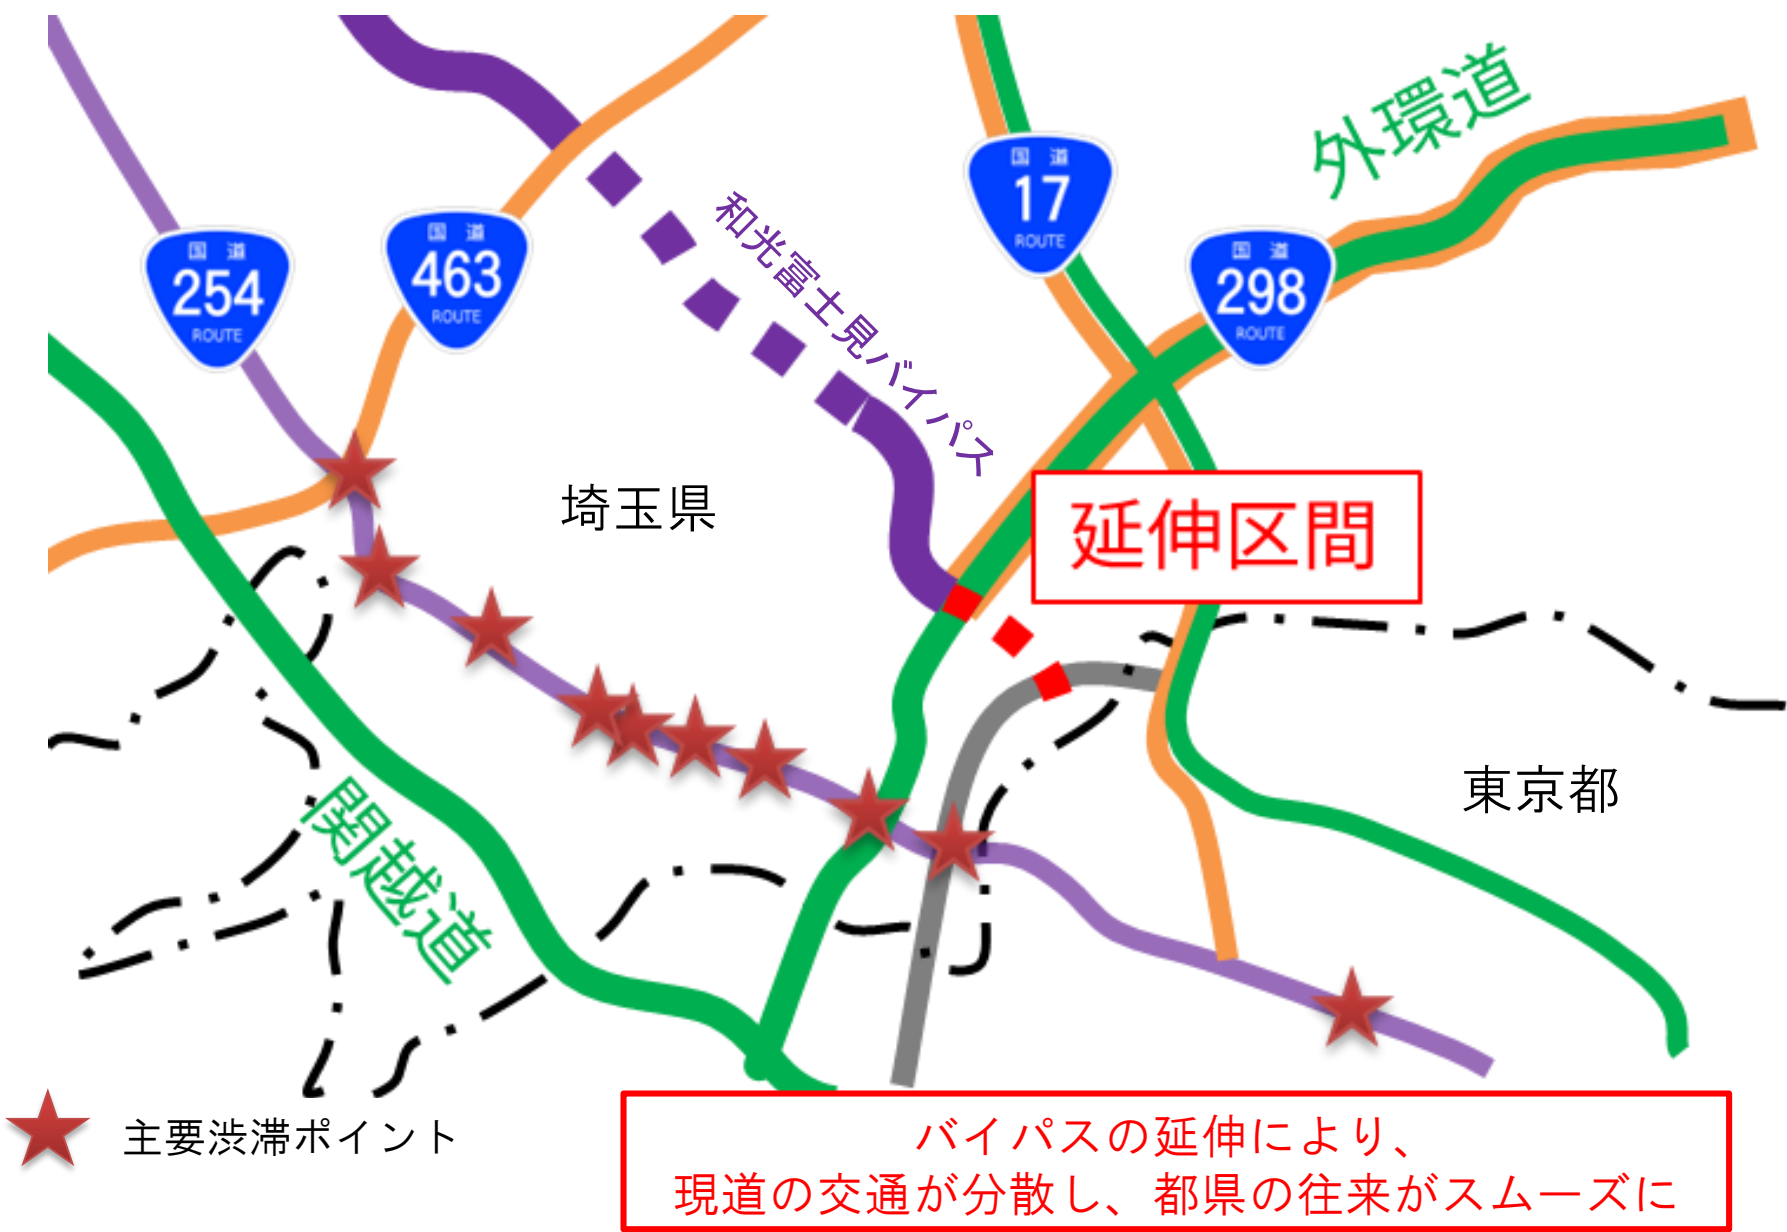 外環道
国道
17
ROUTE
和光富士見バイパス
国道
463
ROUTE
国道
254
ROUTE
国道
298
ROUTE
埼玉県
延伸区間
東京都
関越道
主要渋滞ポイント
バイパスの延伸により、
現道の交通が分散し、都県の往来がスムーズに